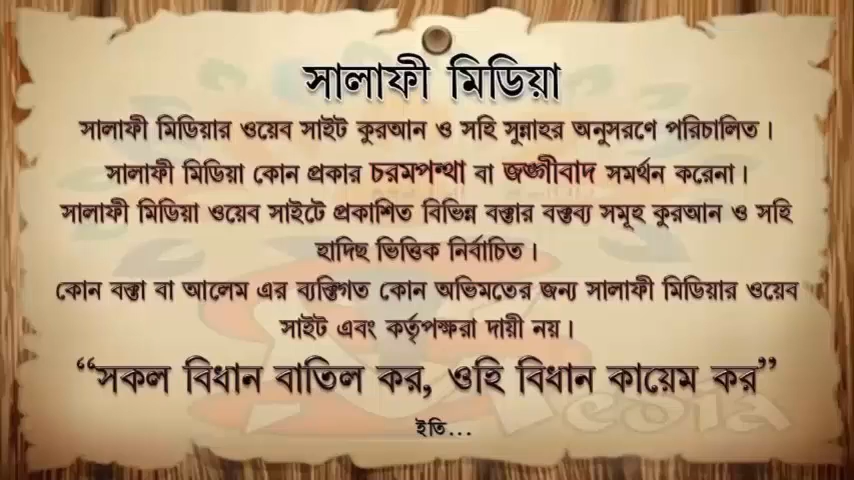 সালাফী মিডিয়া
সালাফী মিডিয়ার ওয়েব সাইট কুরআন ও সহি সুন্নাহর অনুসরণে পরিচালিত।
সালাফী মিডিয়া কোন প্রকার চরমপন্থা বা জঙ্গীবাদ সমর্থন করেনা।
সালাফী মিডিয়া ওয়েব সাইটে প্রকাশিত বিভিন্ন বক্তার বক্তব্য সমূহ কুরআন ও সহি
হাদিছ ভিত্তিক নির্বাচিত।
কোন বক্তা বা আলেম এর ব্যক্তিগত কোন অভিমতের জন্য সালাফী মিডিয়ার ওয়েব
সাইট এবং কর্তৃপক্ষরা দায়ী নয়।
“সকল বিধান বাতিল কর, ওহি বিধান কায়েম কর”
ইতি...